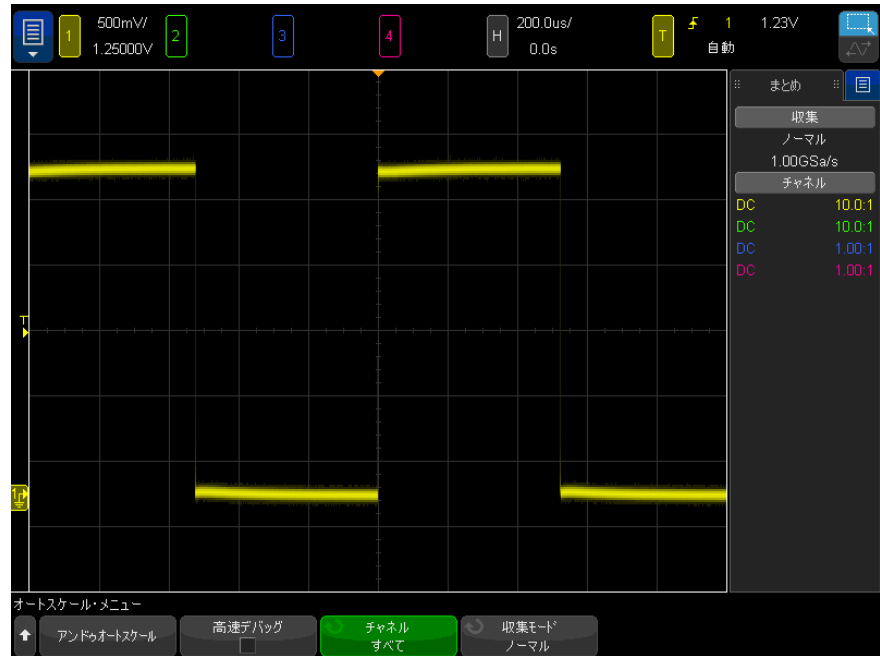 1
500mV/
1.25000V
2
3
4
H
200.0us/
0.0s
T
1
1.23V
自動
まとめ
収集
ノーマル
1.00GSa/s
チャネル
DC 10.0:1
DC 10.0:1
DC 1.00:1
DC 1.00:1
T
1
オートスケール・メニュー
アンドゥオートスケール
高速デバッグ
チャネル
すべて
収集モード
ノーマル